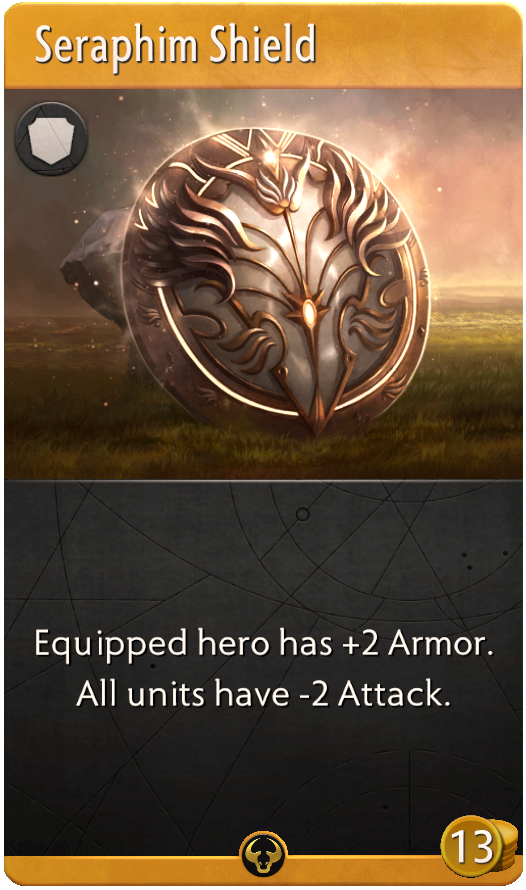 Seraphim Shield
Equipped hero has +2 Armor.
All units have -2 Attack.
13